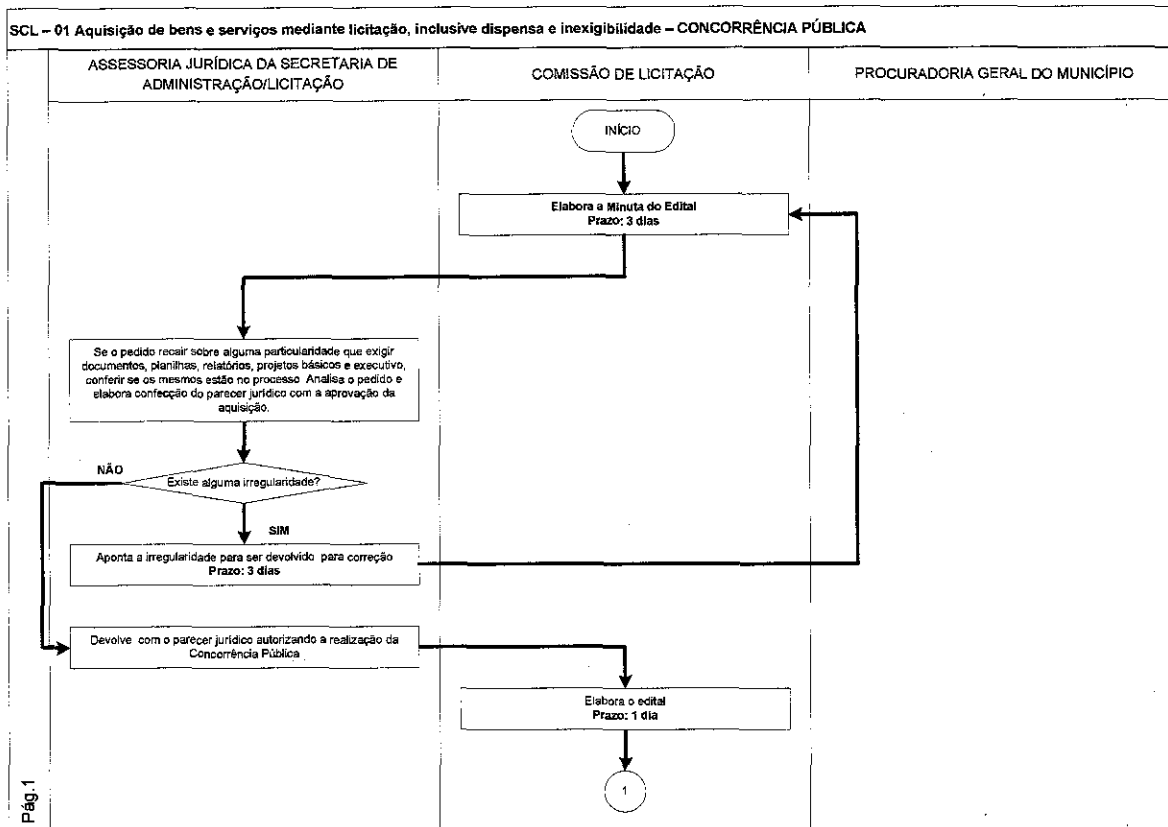 SCL – 01 Aquisição de bens e serviços mediante licitação, inclusive dispensa e inexigibilidade – CONCORRÊNCIA PÚBLICA
ASSESSORIA JURÍDICA DA SECRETARIA DE
ADMINISTRAÇÃO/LICITAÇÃO
COMISSÃO DE LICITAÇÃO
PROCURADORIA GERAL DO MUNICÍPIO
INÍCIO
Elabora a Minuta do Edital
Prazo: 3 dias
Se o pedido recair sobre alguma particularidade que exigir
documentos, planilhas, relatórios, projetos básicos e executivo,
conferir se os mesmos estão no processo Analisa o pedido e
elabora confecção do parecer jurídico com a aprovação da
aquisição.
NÃO
Existe alguma irregularidade?
SIM
Aponta a irregularidade para ser devolvido para correção
Prazo: 3 dias
Devolve com o parecer jurídico autorizando a realização da
Concorrência Pública
Elabora o edital
Prazo: 1 dia
1
Pág.1